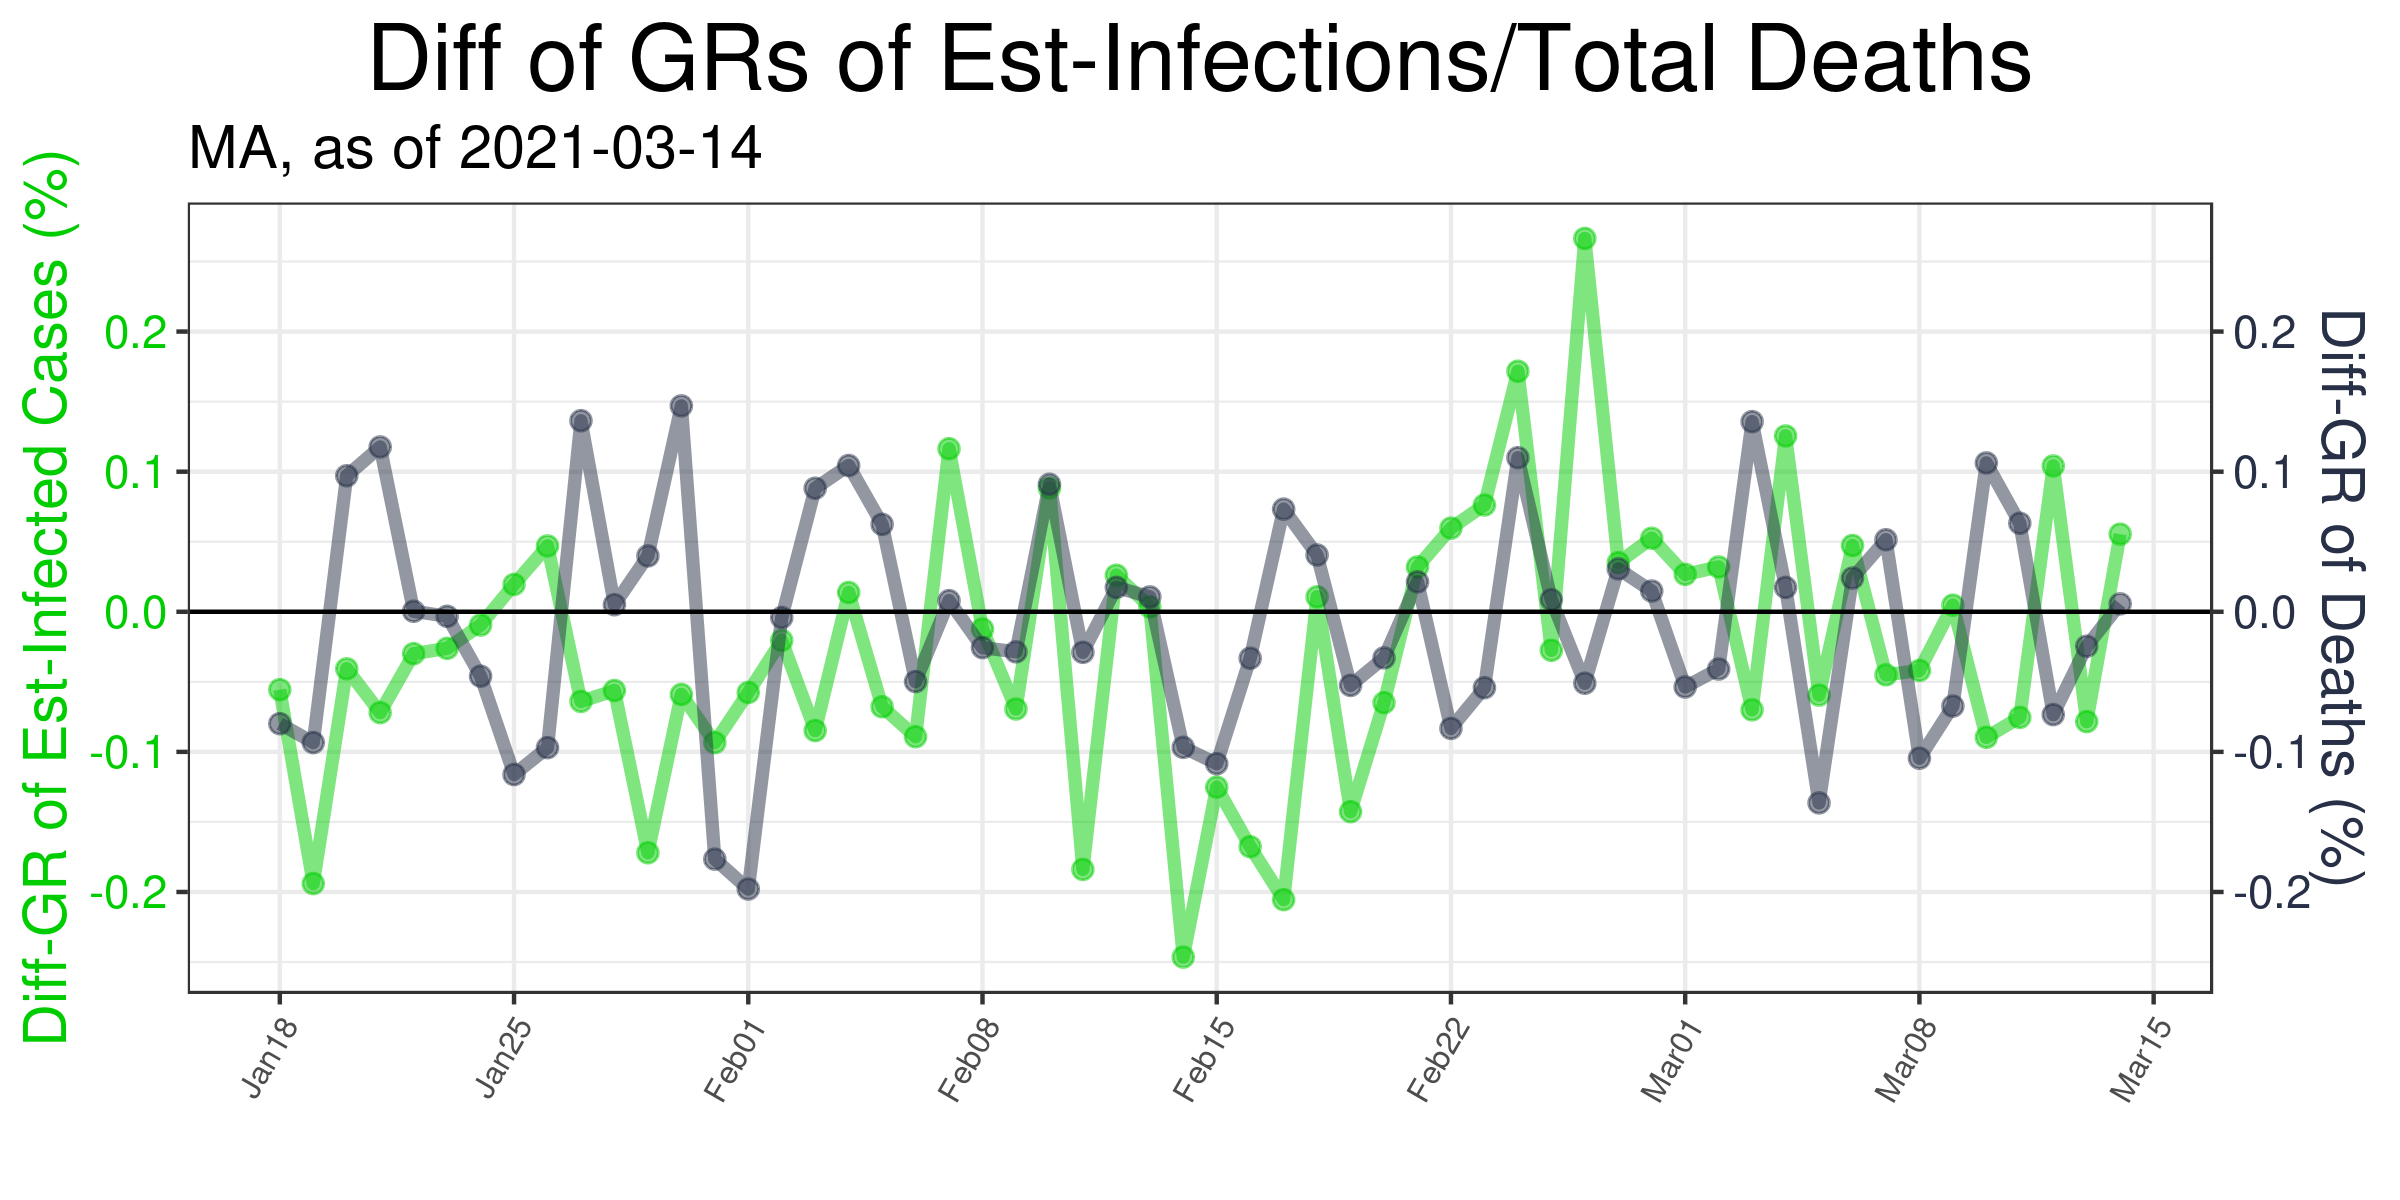 Diff of GRs of Est-Infections/Total Deaths
MA, as of 2021-03-14
Diff-GR of Est-Infected Cases (%)
0.2
0.1
0.0
-0.1
-0.2
0.2
0.1
0.0
-0.1
-0.2
Diff-GR of Deaths (%)
Jan18
Jan25
Feb01
Feb08
Feb15
Feb22
Mar01
Mar08
Mar15